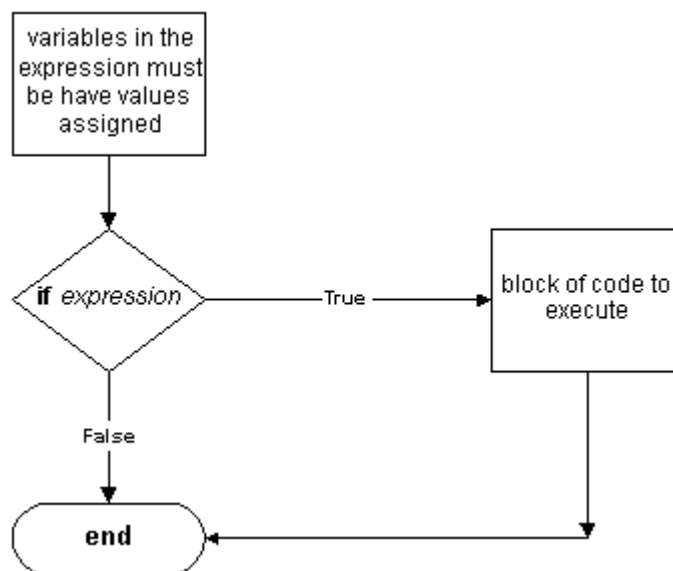 variables in the
expression must
be have values
assigned
if expression
True
block of code to
execute
False
end